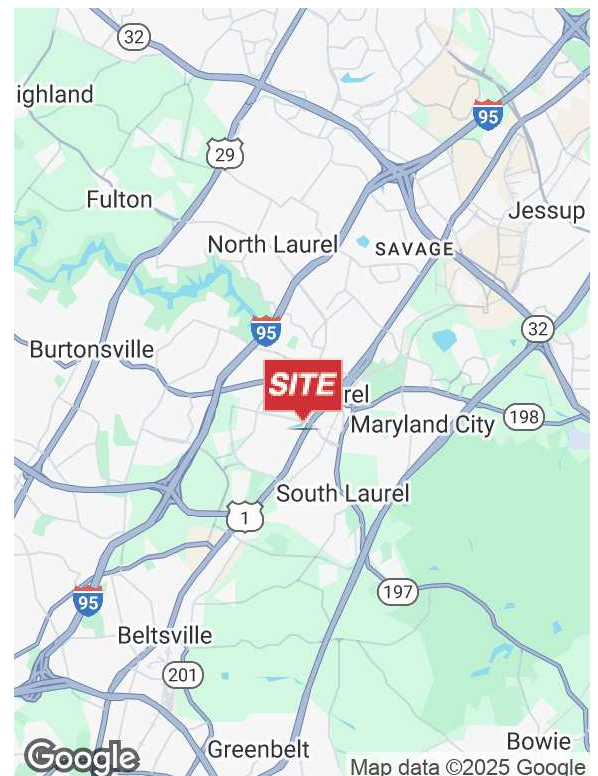 32
ighland
95
29
Fulton
Jessup
North Laurel
SAVAGE
32
95
Burtonsville
SITE
rel
198
Maryland City
South Laurel
1
197
95
Beltsville
201
Bowie
Greenbelt
Google
Map data ©2025 Google